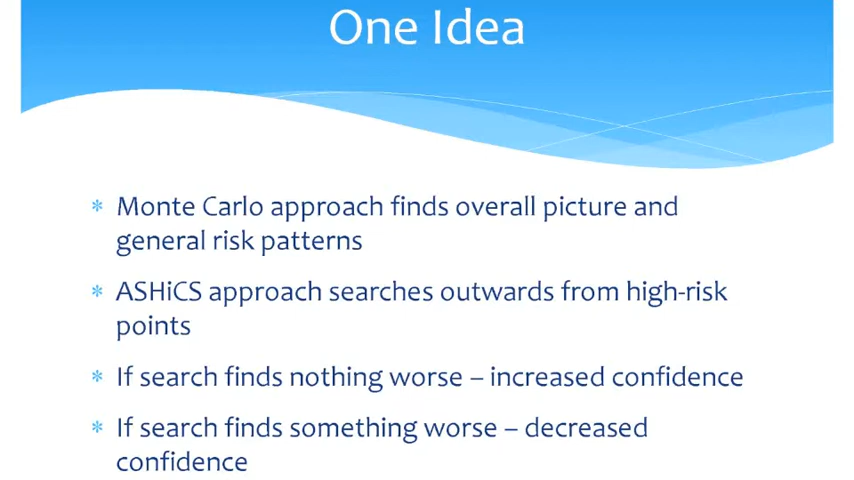 One Idea
* Monte Carlo approach finds overall picture and
general risk patterns
* ASHiCS approach searches outwards from high-risk
points
* If search finds nothing worse – increased confidence
* If search finds something worse – decreased
confidence